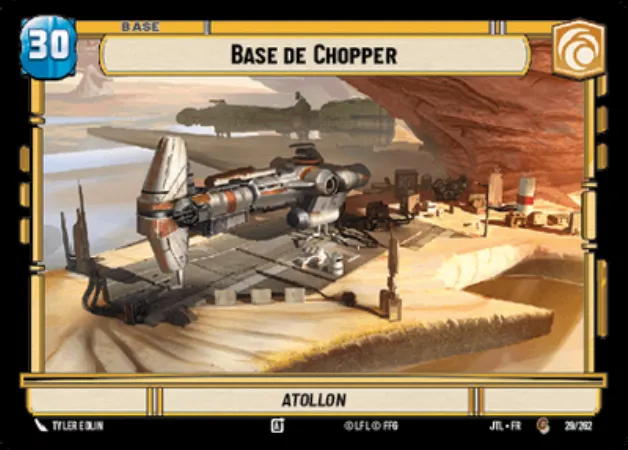 BASE
30
BASE DE CHOPPER
ATOLLON
TYLER EDLIN
A
© LFL © FFG
JTL • FR
29/262